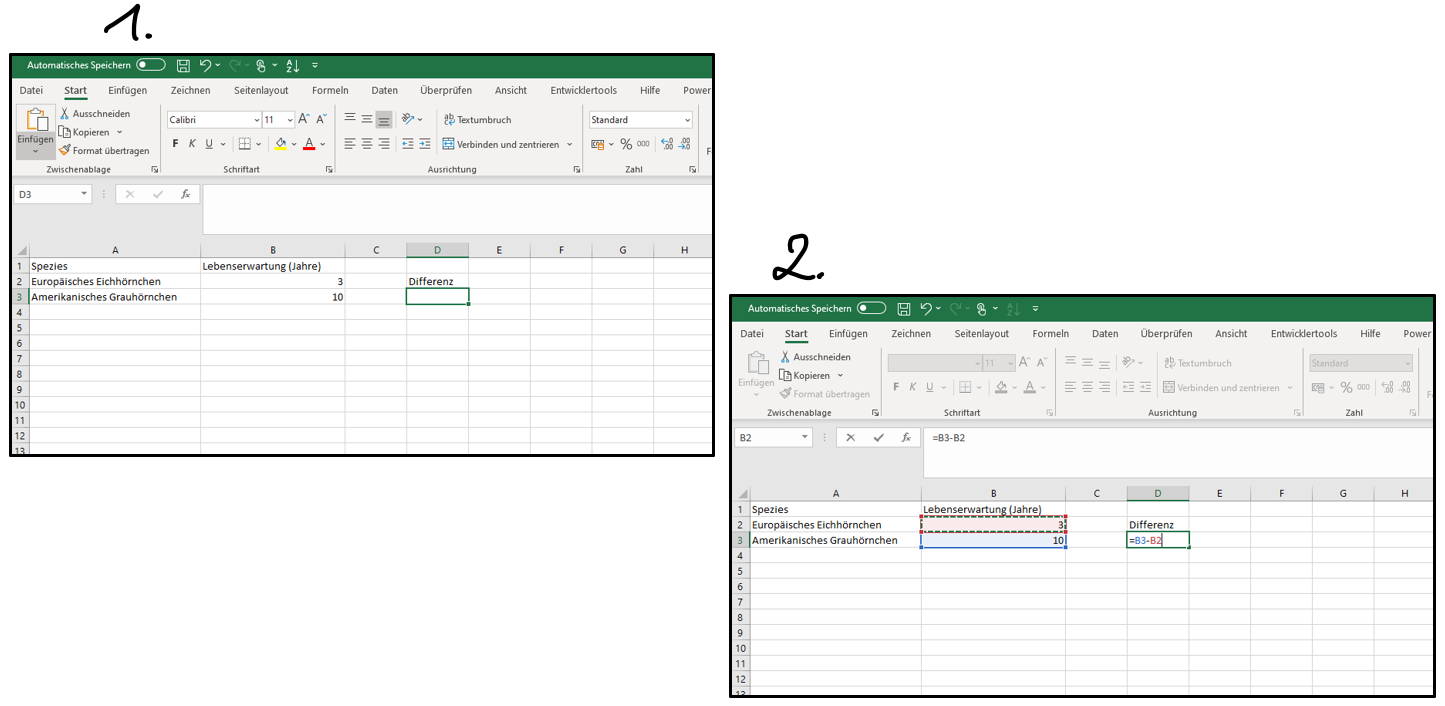 1.
Automatisches Speichern
Datei Start Einfügen Zeichnen Seitenlayout Formeln Daten Überprüfen Ansicht Entwicklertools Hilfe Power
Einfügen
Ausschneiden
Kopieren
Format übertragen
Calibri 11 A A
F K U A
ab Textumbruch
Verbinden und zentrieren
Standard
% 000
Zwischenablage Schriftart Ausrichtung Zahl
D3 fx
A B C D E F G H
1 Spezies Lebenserwartung (Jahre)
2 Europäisches Eichhörnchen 3 Differenz
3 Amerikanisches Grauhörnchen 10
4
5
6
7
8
9
10
11
12
13
2.
Automatisches Speichern
Datei Start Einfügen Zeichnen Seitenlayout Formeln Daten Überprüfen Ansicht Entwicklertools Hilfe Power
Einfügen
Ausschneiden
Kopieren
Format übertragen
11 A A
F K U A
ab Textumbruch
Verbinden und zentrieren
Standard
% 000
Zwischenablage Schriftart Ausrichtung Zahl
B2 fx =B3-B2
A B C D E F G H
1 Spezies Lebenserwartung (Jahre)
2 Europäisches Eichhörnchen 3 Differenz
3 Amerikanisches Grauhörnchen 10 =B3-B2
4
5
6
7
8
9
10
11
12
13